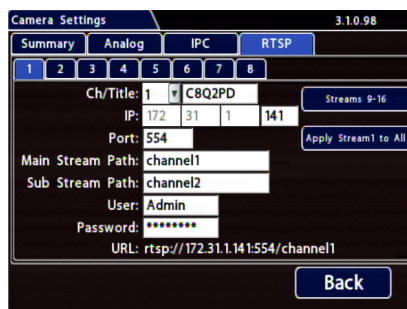 Camera Settings 3.1.0.98
Summary Analog IPC RTSP
1 2 3 4 5 6 7 8
Ch/Title: 1 C8Q2PD Streams 9-16
IP: 172 31 1 141
Port: 554 Apply Stream1 to All
Main Stream Path: channel1
Sub Stream Path: channel2
User: Admin
Password: ********
URL: rtsp://172.31.1.141:554/channel1
Back